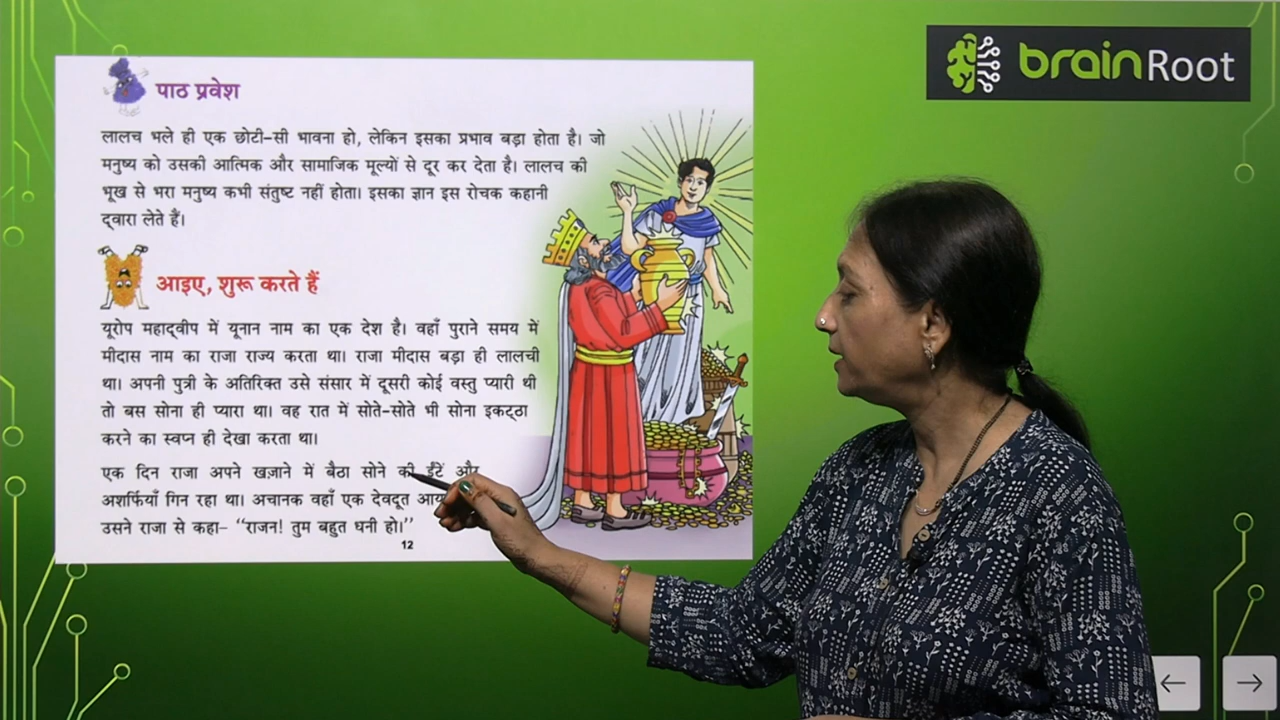 brainRoot
पाठ प्रवेश
लालच भले ही एक छोटी-सी भावना हो, लेकिन इसका प्रभाव बड़ा होता है। जो
मनुष्य को उसकी आत्मिक और सामाजिक मूल्यों से दूर कर देता है। लालच की
भूख से भरा मनुष्य कभी संतुष्ट नहीं होता। इसका ज्ञान इस रोचक कहानी
द्‌वारा लेते हैं।
आइए, शुरू करते हैं
यूरोप महाद्‌वीप में यूनान नाम का एक देश है। वहाँ पुराने समय में
मीदास नाम का राजा राज्य करता था। राजा मीदास बड़ा ही लालची
था। अपनी पुत्री के अतिरिक्त उसे संसार में दूसरी कोई वस्तु प्यारी थी
तो बस सोना ही प्यारा था। वह रात में सोते-सोते भी सोना इकट्‌ठा
करने का स्वप्न ही देखा करता था।
एक दिन राजा अपने खज़ाने में बैठा सोने की ईंटें और
अशर्फियाँ गिन रहा था। अचानक वहाँ एक देवदूत
उसने राजा से कहा– “राजन! तुम बहुत धनी हो।”
12